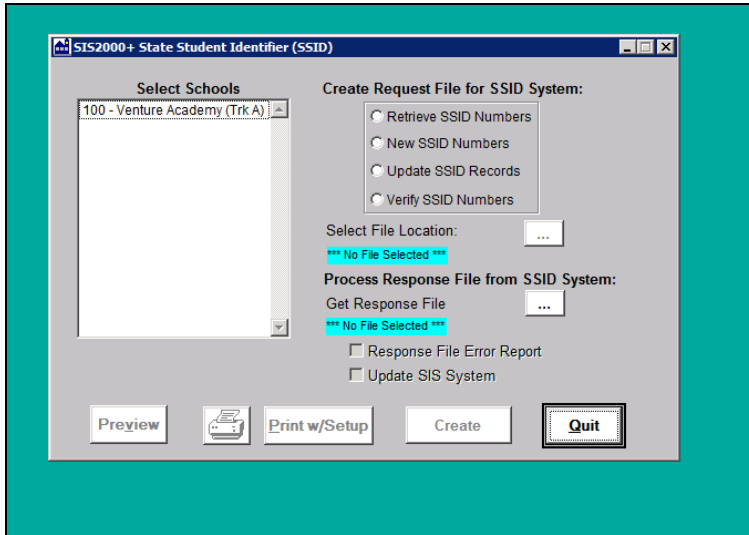 SIS2000+ State Student Identifier (SSID)
Select Schools
100 - Venture Academy (Trk A)
Create Request File for SSID System:
Retrieve SSID Numbers
New SSID Numbers
Update SSID Records
Verify SSID Numbers
Select File Location:
...
*** No File Selected ***
Process Response File from SSID System:
Get Response File
...
*** No File Selected ***
Response File Error Report
Update SIS System
Preview
Print w/Setup
Create
Quit